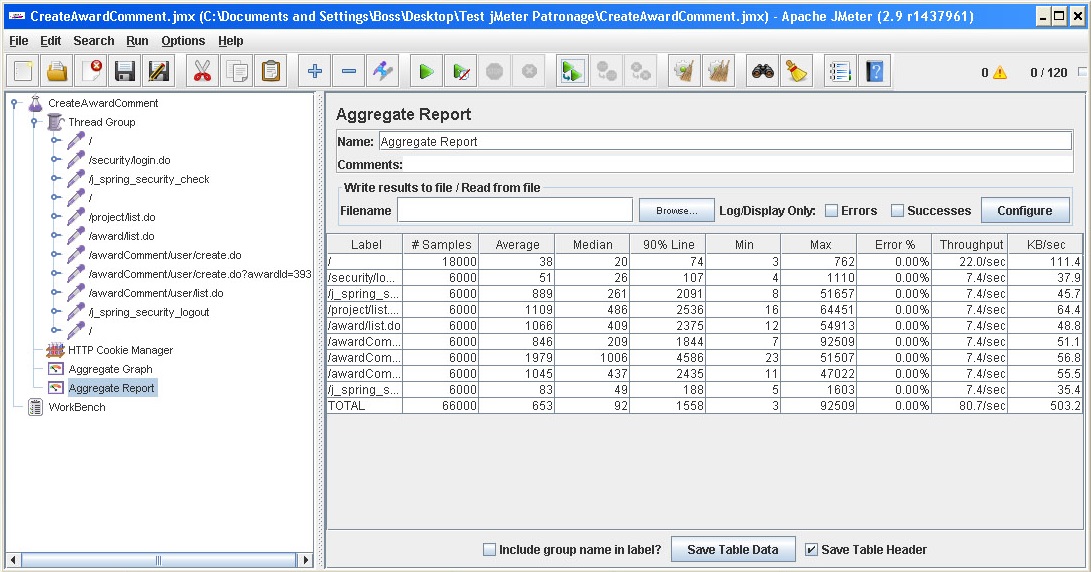 CreateAwardComment.jmx (C:\Documents and Settings\Boss\Desktop\Test jMeter Patronage\CreateAwardComment.jmx) - Apache JMeter (2.9 r1437961)
File Edit Search Run Options Help
0 0 / 120
CreateAwardComment
Thread Group
/
/security/login.do
/j_spring_security_check
/
/project/list.do
/award/list.do
/awardComment/user/create.do
/awardComment/user/create.do?awardId=393
/awardComment/user/list.do
/j_spring_security_logout
/
HTTP Cookie Manager
Aggregate Graph
Aggregate Report
WorkBench
Aggregate Report
Name: Aggregate Report
Comments:
Write results to file / Read from file
Filename Browse... Log/Display Only: Errors Successes Configure
Label # Samples Average Median 90% Line Min Max Error % Throughput KB/sec
/ 18000 38 20 74 3 762 0.00% 22.0/sec 111.4
/security/lo... 6000 51 26 107 4 1110 0.00% 7.4/sec 37.9
/j_spring_s... 6000 889 261 2091 8 51657 0.00% 7.4/sec 45.7
/project/list.... 6000 1109 486 2536 16 64451 0.00% 7.4/sec 64.4
/award/list.do 6000 1066 409 2375 12 54913 0.00% 7.4/sec 48.8
/awardCom... 6000 846 209 1844 7 92509 0.00% 7.4/sec 51.1
/awardCom... 6000 1979 1006 4586 23 51507 0.00% 7.4/sec 56.8
/awardCom... 6000 1045 437 2435 11 47022 0.00% 7.4/sec 55.5
/j_spring_s... 6000 83 49 188 5 1603 0.00% 7.4/sec 35.4
TOTAL 66000 653 92 1558 3 92509 0.00% 80.7/sec 503.2
Include group name in label? Save Table Data Save Table Header